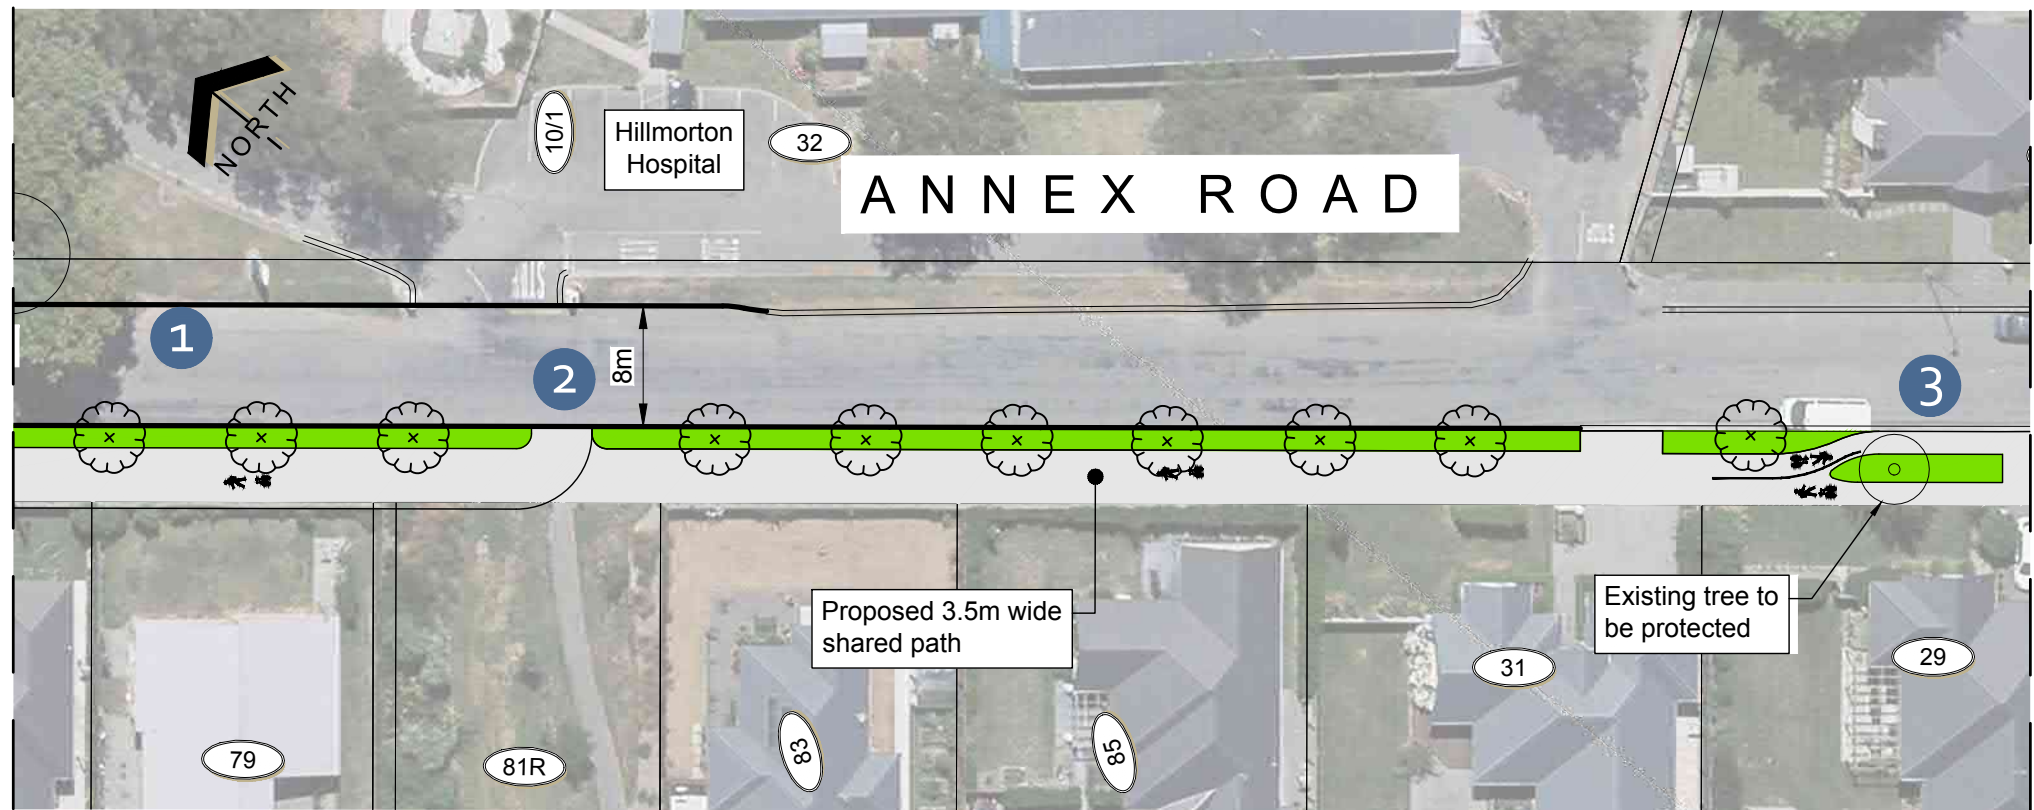 NORTH
10/1
Hillmorton
Hospital
32
ANNEX ROAD
STOP
1
2
8m
3
Proposed 3.5m wide
shared path
Existing tree to
be protected
79
81R
83
85
31
29